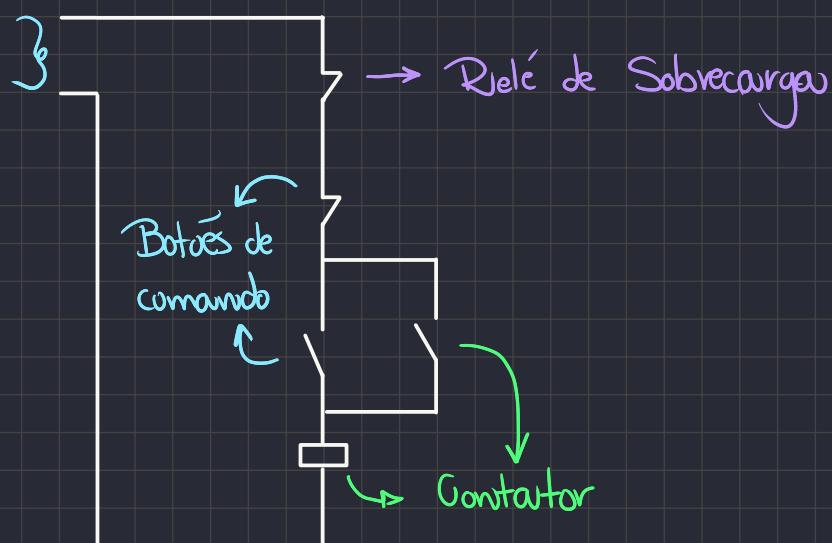 Relé de Sobrecarga
Botões de
comando
Contator